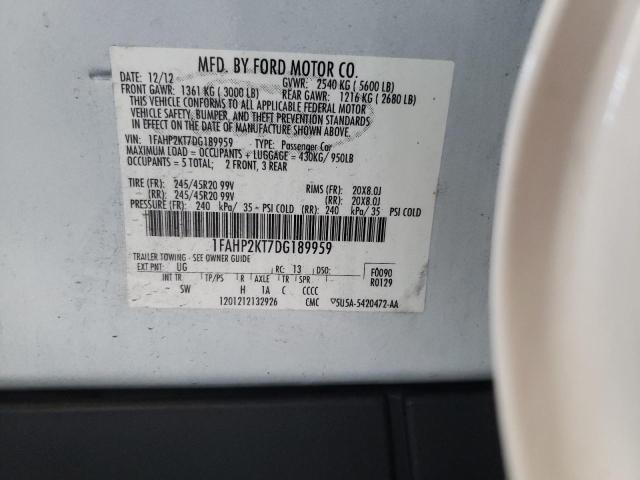 MFD. BY FORD MOTOR CO.
DATE: 12/12 GVWR: 2540 KG ( 5600 LB)
FRONT GAWR: 1361 KG ( 3000 LB) REAR GAWR: 1216 KG ( 2680 LB)
THIS VEHICLE CONFORMS TO ALL APPLICABLE FEDERAL MOTOR
VEHICLE SAFETY, BUMPER, AND THEFT PREVENTION STANDARDS
IN EFFECT ON THE DATE OF MANUFACTURE SHOWN ABOVE.
VIN: 1FAHP2KT7DG189959 TYPE: Passenger Car
MAXIMUM LOAD = OCCUPANTS + LUGGAGE = 430KG/ 950LB
OCCUPANTS = 5 TOTAL; 2 FRONT, 3 REAR
TIRE (FR): 245/45R20 99V RIMS (FR): 20X8.0J
(RR): 245/45R20 99V (RR): 20X8.0J
PRESSURE (FR): 240 kPa/ 35 PSI COLD (RR): 240 kPa/ 35 PSI COLD
1FAHP2KT7DG189959
TRAILER TOWING - SEE OWNER GUIDE
EXT PNT: UG RC: 13 DSO: F0090
R0129
INT TR TP/PS R AXLE TR SPR
- SW H 1A C CCCC
1201212132926 CMC 5U5A-5420472-AA